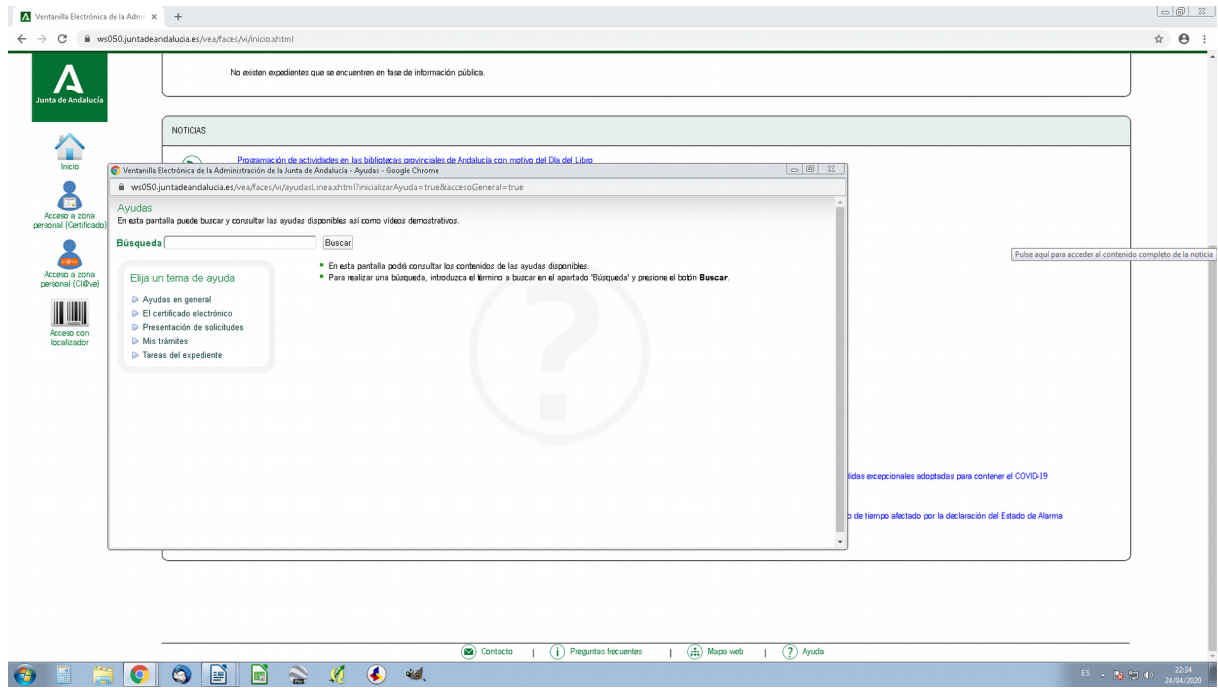 Ventanilla Electrónica de la Admi
ws050.juntadeandalucia.es/vea/faces/vi/inicio.xhtml
Junta de Andalucía
Inicio
Acceso a zona
personal (Certificado)
Acceso a zona
personal (Cl@ve)
Acceso con
localizador
No existen expedientes que se encuentren en fase de información pública.
NOTICIAS
Programación de actividades en las bibliotecas provinciales de Andalucía con motivo del Día del Libro
Ventanilla Electrónica de la Administración de la Junta de Andalucía - Ayudas - Google Chrome
ws050.juntadeandalucia.es/vea/faces/vi/ayudasLinea.xhtml?inicializarAyuda=true&accesoGeneral=true
Ayudas
En esta pantalla puede buscar y consultar las ayudas disponibles así como vídeos demostrativos.
Búsqueda Buscar
Elija un tema de ayuda
Ayudas en general
El certificado electrónico
Presentación de solicitudes
Mis trámites
Tareas del expediente
En esta pantalla podrá consultar los contenidos de las ayudas disponibles.
Para realizar una búsqueda, introduzca el término a buscar en el apartado 'Búsqueda' y presione el botón Buscar.
Pulse aquí para acceder al contenido completo de la noticia
didas excepcionales adoptadas para contener el COVID-19
o de tiempo afectado por la declaración del Estado de Alarma
Contacto | Preguntas frecuentes | Mapa web | Ayuda
ES 22:34
24/04/2020